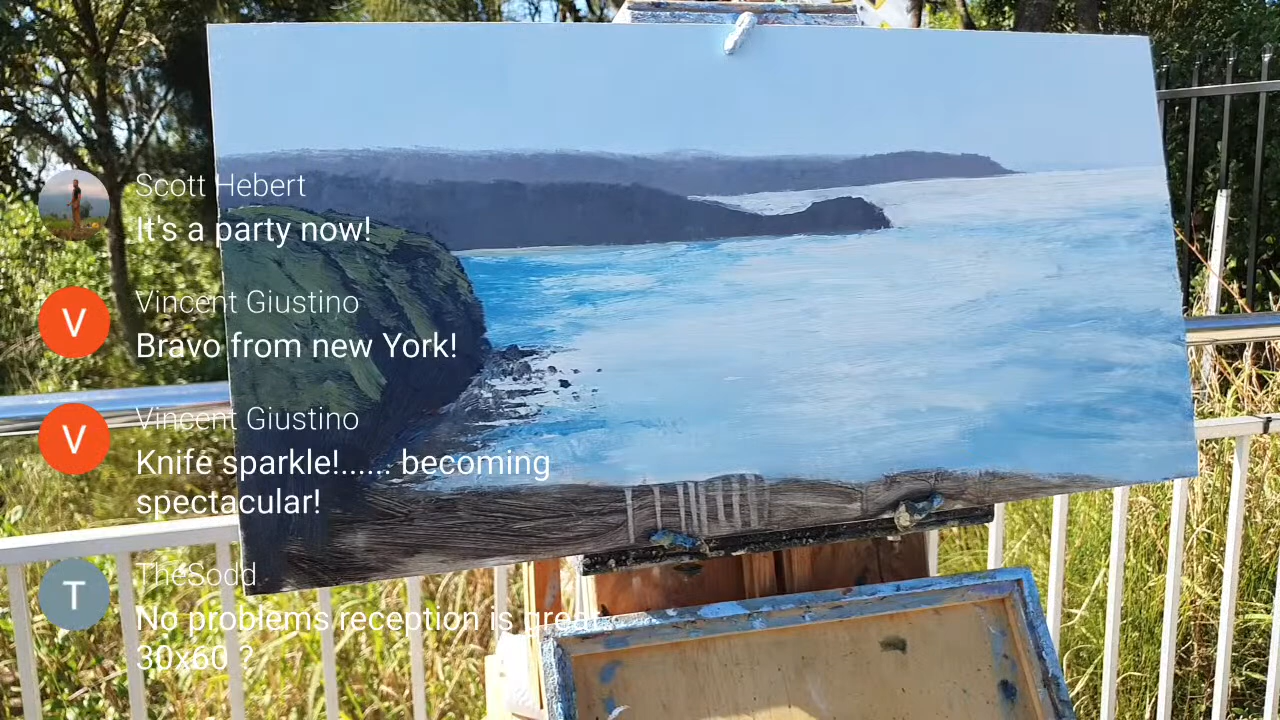 Scott Hebert
It's a party now!
V
Vincent Giustino
Bravo from new York!
V
Vincent Giustino
Knife sparkle!...... becoming
spectacular!
T
TheSodd
No problems reception is great
30x60 ?